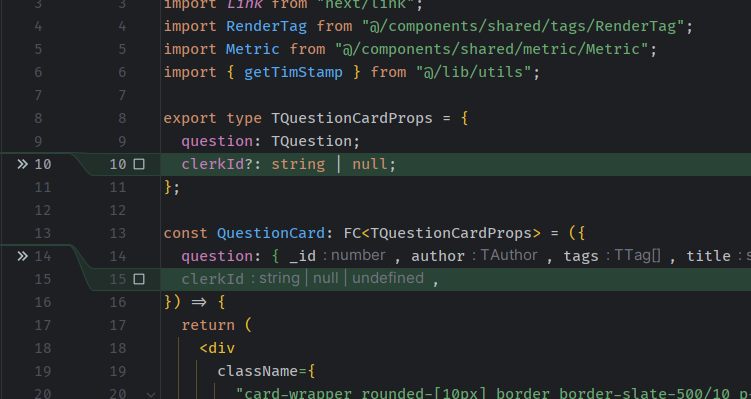 3 3 import Link from "next/link";
4 4 import RenderTag from "@/components/shared/tags/RenderTag";
5 5 import Metric from "@/components/shared/metric/Metric";
6 6 import { getTimStamp } from "@/lib/utils";
7 7
8 8 export type TQuestionCardProps = {
9 9 question: TQuestion;
10 10 clerkId?: string | null;
11 11 };
12 12
13 13 const QuestionCard: FC<TQuestionCardProps> = ({
14 14 question: { _id : number , author : TAuthor , tags : TTag[] , title : s
15 15 clerkId : string | null | undefined ,
16 16 }) => {
17 17 return (
18 18 <div
19 19 className={
20 20 "card-wrapper rounded-[10px] border border-slate-500/10 p-